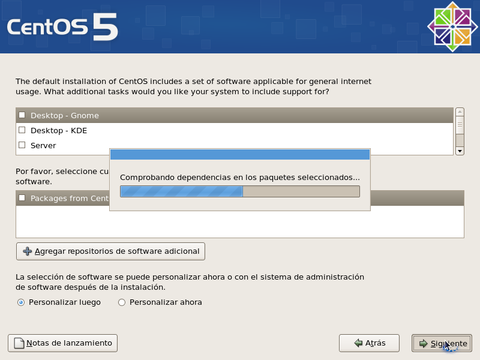 CentOS 5
The default installation of CentOS includes a set of software applicable for general internet
usage. What additional tasks would you like your system to include support for?
Desktop - Gnome
Desktop - KDE
Server
Comprobando dependencias en los paquetes seleccionados...
Por favor, seleccione cu
software.
Packages from Cent
Agregar repositorios de software adicional
La selección de software se puede personalizar ahora o con el sistema de administración
de software después de la instalación.
Personalizar luego
Personalizar ahora
Notas de lanzamiento
Atrás
Siguiente